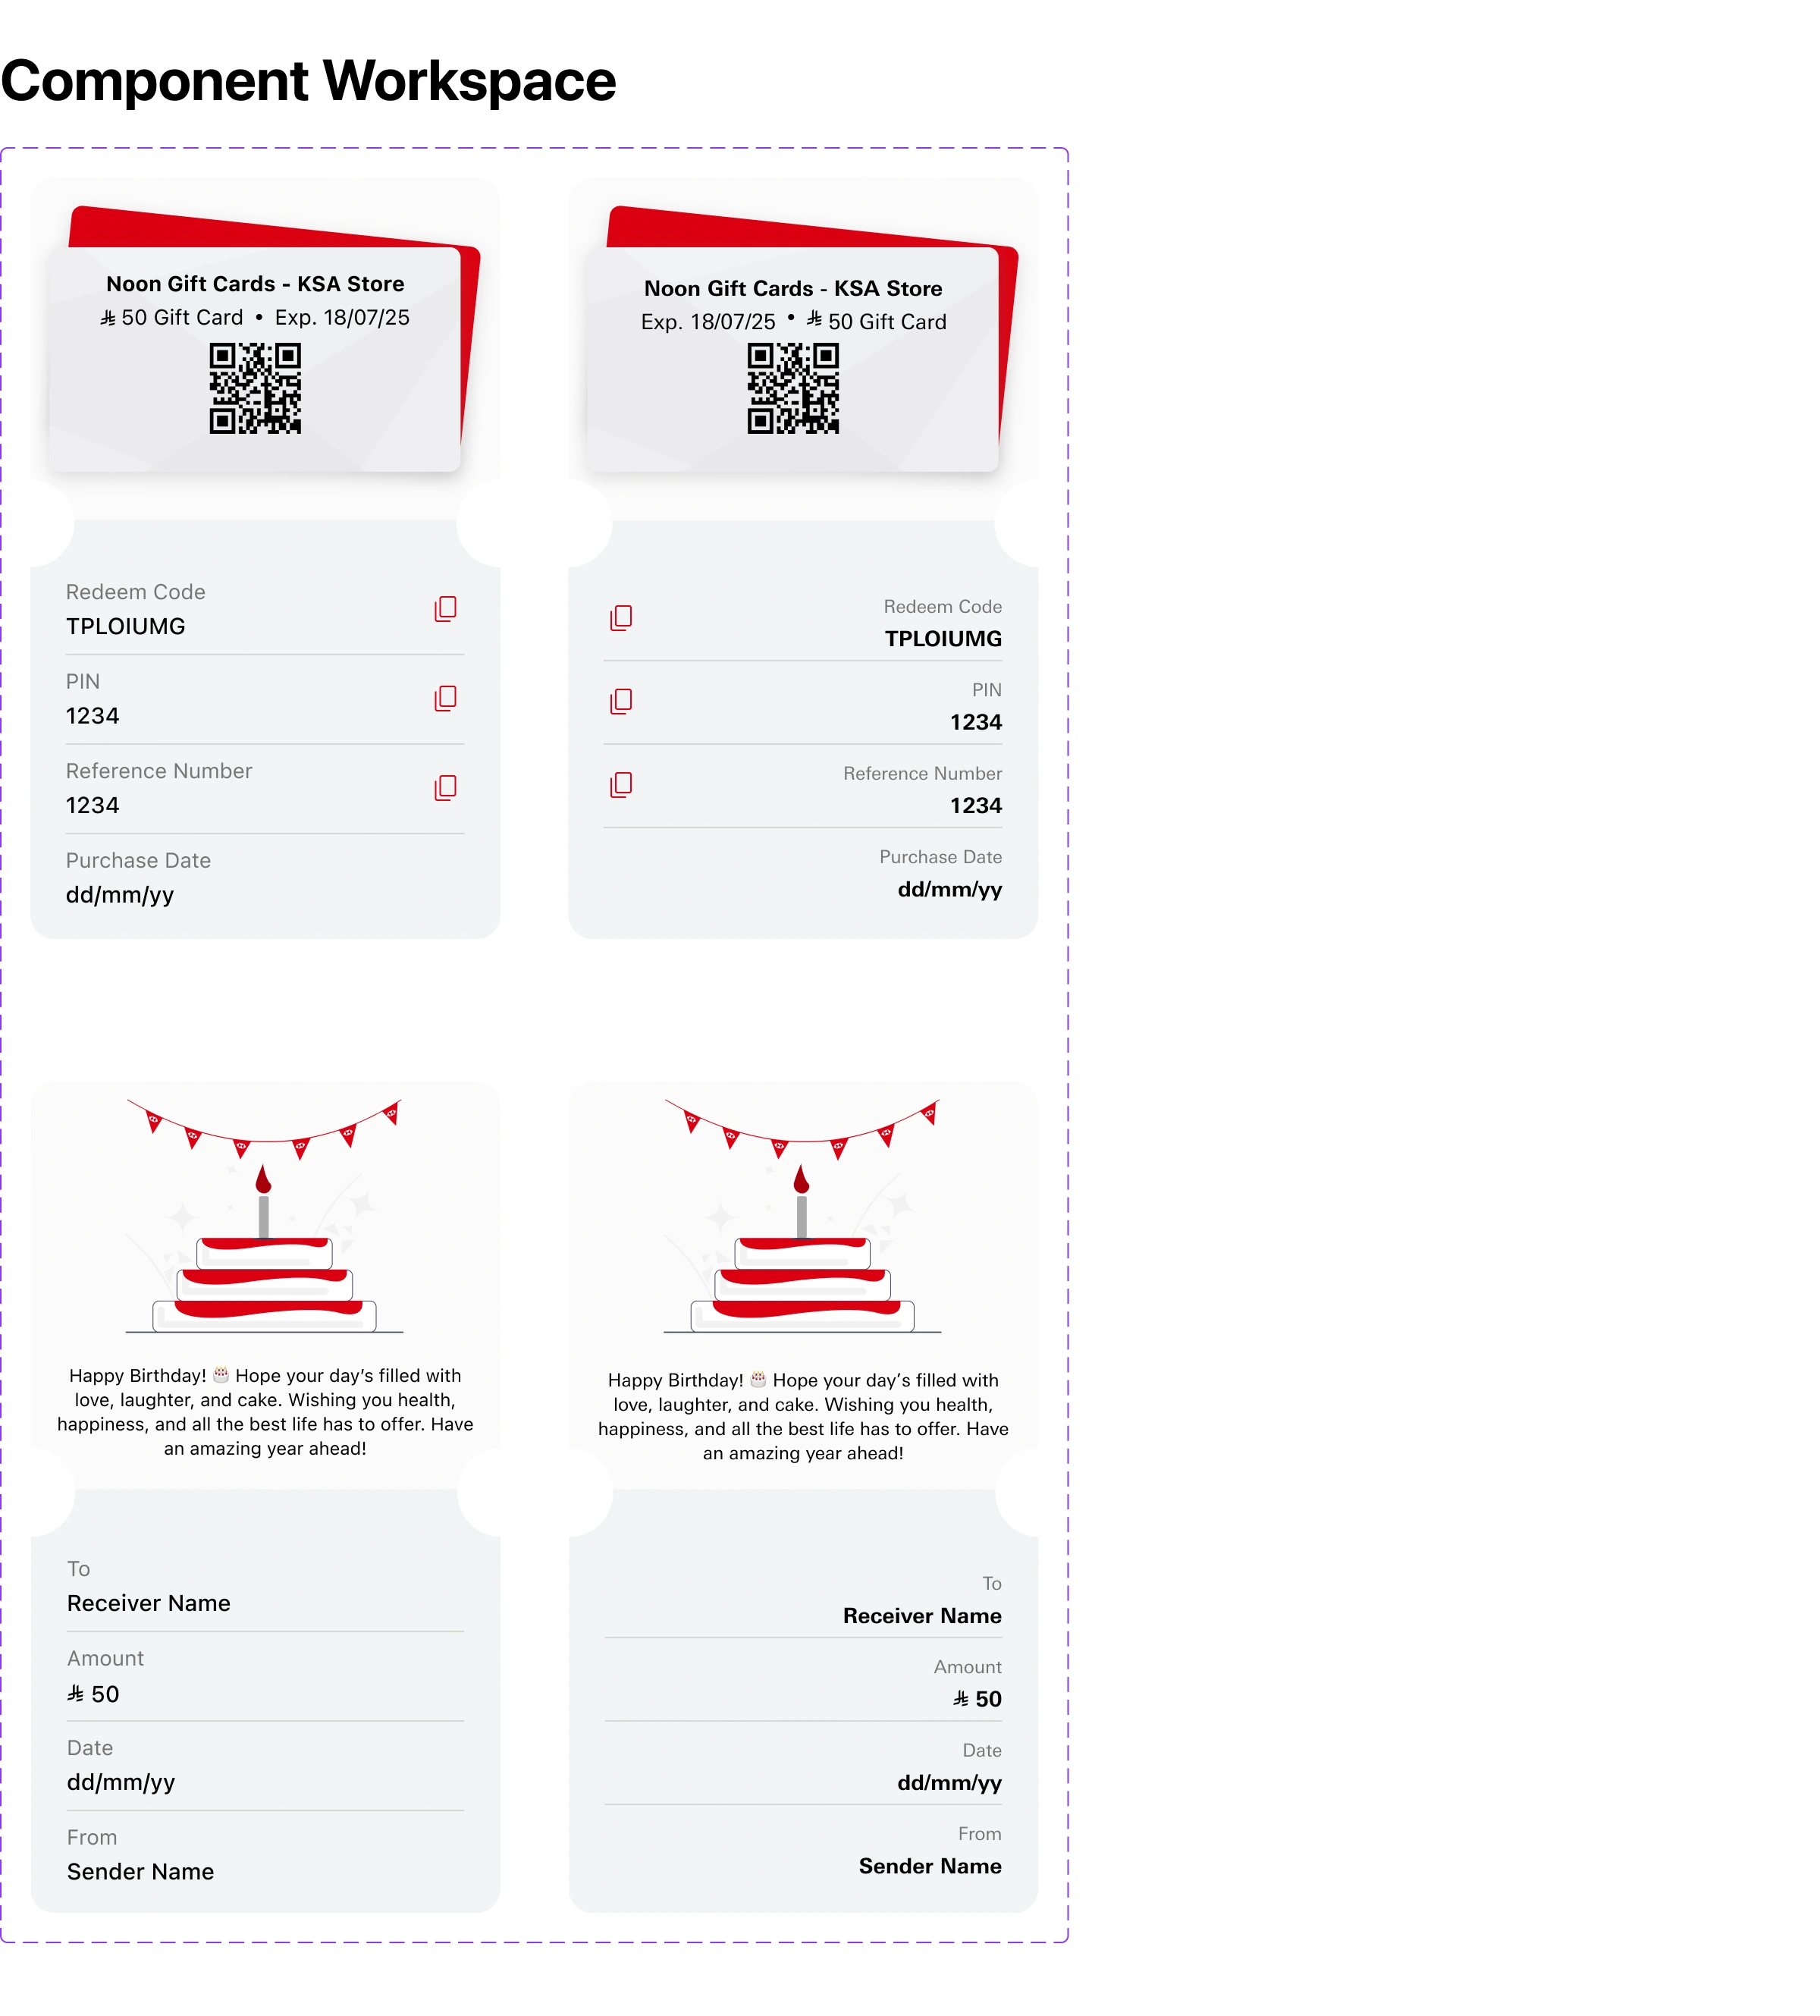 Component Workspace
Noon Gift Cards - KSA Store
⃁ 50 Gift Card • Exp. 18/07/25
Redeem Code
TPLOIUMG
PIN
1234
Reference Number
1234
Purchase Date
dd/mm/yy
Noon Gift Cards - KSA Store
Exp. 18/07/25 • ⃁ 50 Gift Card
Redeem Code
TPLOIUMG
PIN
1234
Reference Number
1234
Purchase Date
dd/mm/yy
Happy Birthday! 🎂 Hope your day’s filled with
love, laughter, and cake. Wishing you health,
happiness, and all the best life has to offer. Have
an amazing year ahead!
To
Receiver Name
Amount
⃁ 50
Date
dd/mm/yy
From
Sender Name
Happy Birthday! 🎂 Hope your day’s filled with
love, laughter, and cake. Wishing you health,
happiness, and all the best life has to offer. Have
an amazing year ahead!
To
Receiver Name
Amount
⃁ 50
Date
dd/mm/yy
From
Sender Name